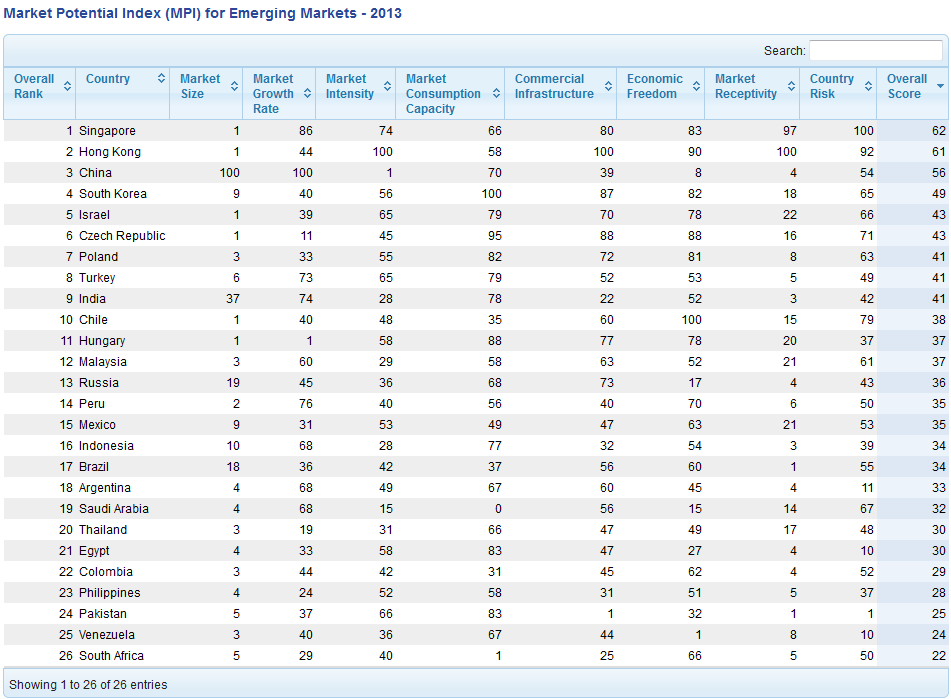 Market Potential Index (MPI) for Emerging Markets - 2013
Search:
Overall Rank Country Market Size Market Growth Rate Market Intensity Market Consumption Capacity Commercial Infrastructure Economic Freedom Market Receptivity Country Risk Overall Score
1 Singapore 1 86 74 66 80 83 97 100 62
2 Hong Kong 1 44 100 58 100 90 100 92 61
3 China 100 100 1 70 39 8 4 54 56
4 South Korea 9 40 56 100 87 82 18 65 49
5 Israel 1 39 65 79 70 78 22 66 43
6 Czech Republic 1 11 45 95 88 88 16 71 43
7 Poland 3 33 55 82 72 81 8 63 41
8 Turkey 6 73 65 79 52 53 5 49 41
9 India 37 74 28 78 22 52 3 42 41
10 Chile 1 40 48 35 60 100 15 79 38
11 Hungary 1 1 58 88 77 78 20 37 37
12 Malaysia 3 60 29 58 63 52 21 61 37
13 Russia 19 45 36 68 73 17 4 43 36
14 Peru 2 76 40 56 40 70 6 50 35
15 Mexico 9 31 53 49 47 63 21 53 35
16 Indonesia 10 68 28 77 32 54 3 39 34
17 Brazil 18 36 42 37 56 60 1 55 34
18 Argentina 4 68 49 67 60 45 4 11 33
19 Saudi Arabia 4 68 15 0 56 15 14 67 32
20 Thailand 3 19 31 66 47 49 17 48 30
21 Egypt 4 33 58 83 47 27 4 10 30
22 Colombia 3 44 42 31 45 62 4 52 29
23 Philippines 4 24 52 58 31 51 5 37 28
24 Pakistan 5 37 66 83 1 32 1 1 25
25 Venezuela 3 40 36 67 44 1 8 10 24
26 South Africa 5 29 40 1 25 66 5 50 22
Showing 1 to 26 of 26 entries